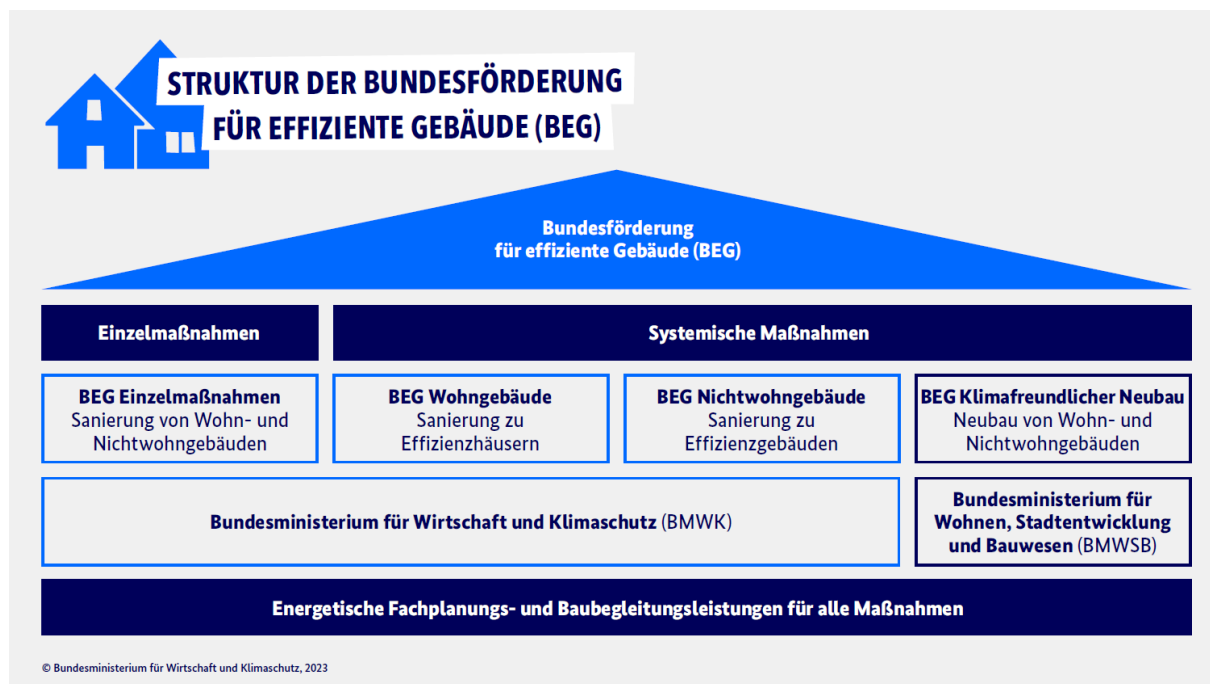 STRUKTUR DER BUNDESFÖRDERUNG
FÜR EFFIZIENTE GEBÄUDE (BEG)
Bundesförderung
für effiziente Gebäude (BEG)
Einzelmaßnahmen
Systemische Maßnahmen
BEG Einzelmaßnahmen
Sanierung von Wohn- und
Nichtwohngebäuden
BEG Wohngebäude
Sanierung zu
Effizienzhäusern
BEG Nichtwohngebäude
Sanierung zu
Effizienzgebäuden
BEG Klimafreundlicher Neubau
Neubau von Wohn- und
Nichtwohngebäuden
Bundesministerium für Wirtschaft und Klimaschutz (BMWK)
Bundesministerium für
Wohnen, Stadtentwicklung
und Bauwesen (BMWSB)
Energetische Fachplanungs- und Baubegleitungsleistungen für alle Maßnahmen
© Bundesministerium für Wirtschaft und Klimaschutz, 2023